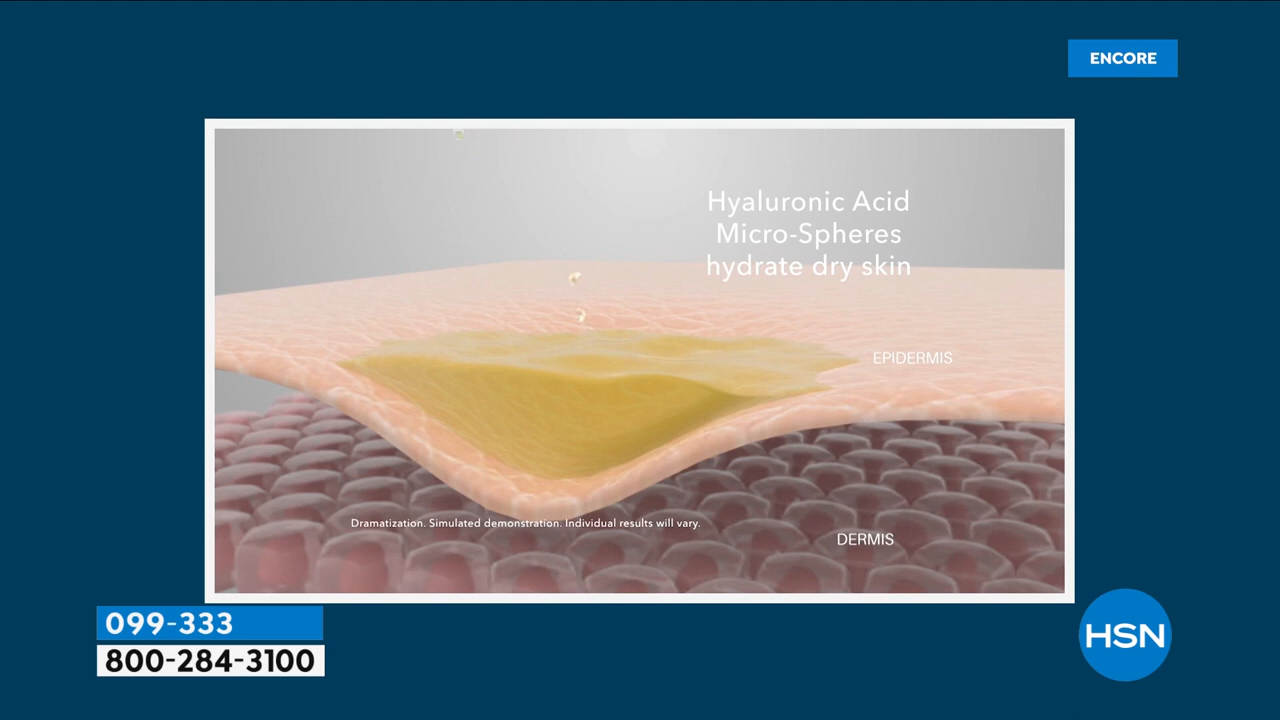 ENCORE
Hyaluronic Acid
Micro-Spheres
hydrate dry skin
EPIDERMIS
Dramatization. Simulated demonstration. Individual results will vary.
DERMIS
099-333
800-284-3100
HSN